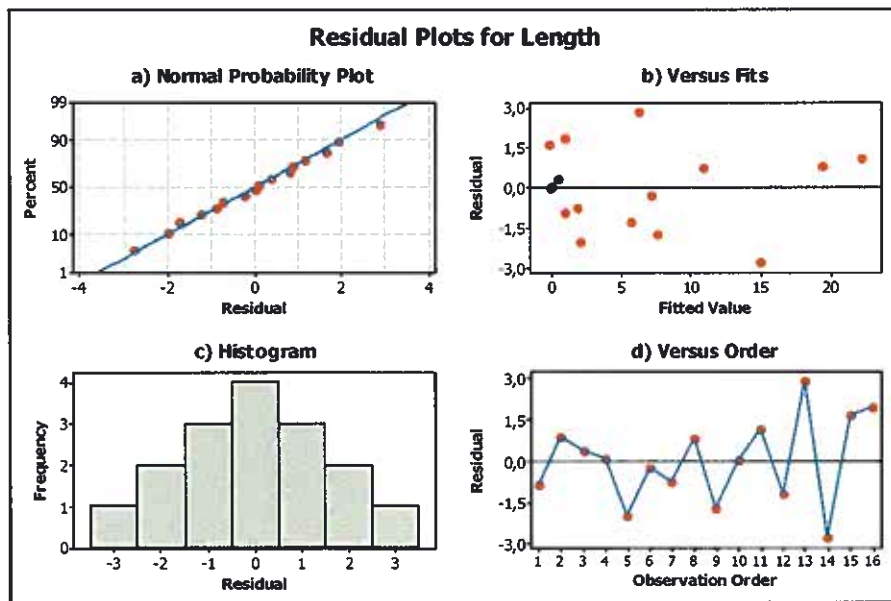 Residual Plots for Length
a) Normal Probability Plot
99
90
50
10
1
Percent
-4 -2 0 2 4
Residual
b) Versus Fits
3,0
1,5
0,0
-1,5
-3,0
Residual
0 5 10 15 20
Fitted Value
c) Histogram
4
3
2
1
0
Frequency
-3 -2 -1 0 1 2 3
Residual
d) Versus Order
3,0
1,5
0,0
-1,5
-3,0
Residual
1 2 3 4 5 6 7 8 9 10 11 12 13 14 15 16
Observation Order